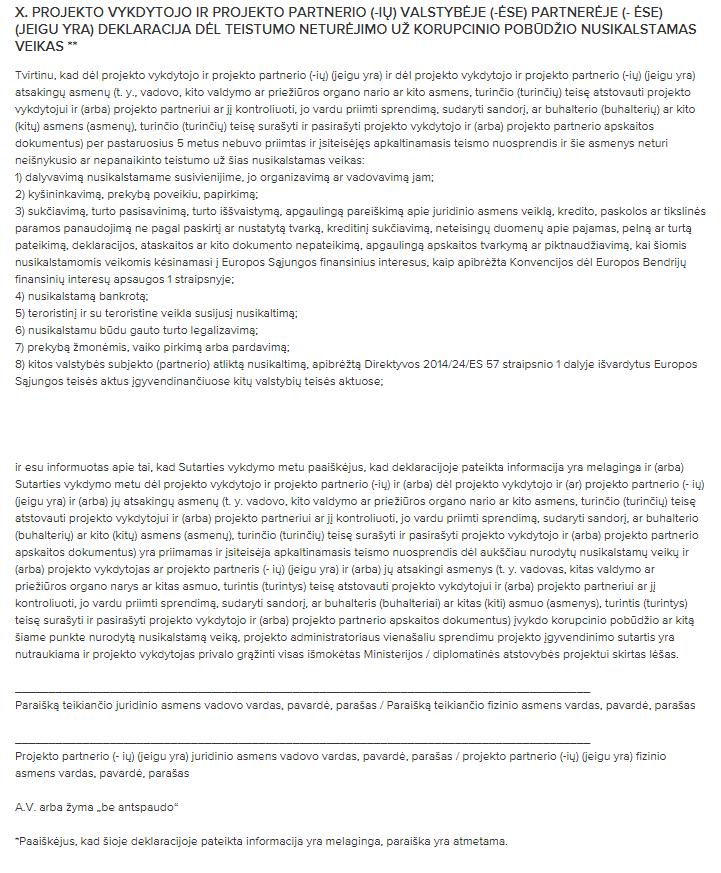 X. PROJEKTO VYKDYTOJO IR PROJEKTO PARTNERIO (-IŲ) VALSTYBĖJE (-ĖSE) PARTNERĖJE (- ĖSE)
(JEIGU YRA) DEKLARACIJA DĖL TEISTUMO NETURĖJIMO UŽ KORUPCINIO POBŪDŽIO NUSIKALSTAMAS
VEIKAS **
Tvirtinu, kad dėl projekto vykdytojo ir projekto partnerio (-ių) (jeigu yra) ir dėl projekto vykdytojo ir projekto partnerio (-ių) (jeigu yra)
atsakingų asmenų (t. y., vadovo, kito valdymo ar priežiūros organo nario ar kito asmens, turinčio (turinčių) teisę atstovauti projekto
vykdytojui ir (arba) projekto partneriui ar jį kontroliuoti, jo vardu priimti sprendimą, sudaryti sandorį, ar buhalterio (buhalterių) ar kito
(kitų) asmens (asmenų), turinčio (turinčių) teisę surašyti ir pasirašyti projekto vykdytojo ir (arba) projekto partnerio apskaitos
dokumentus) per pastaruosius 5 metus nebuvo priimtas ir įsiteisėjęs apkaltinamasis teismo nuosprendis ir šie asmenys neturi
neišnykusio ar nepanaikinto teistumo už šias nusikalstamas veikas:
1) dalyvavimą nusikalstamame susivienijime, jo organizavimą ar vadovavimą jam;
2) kyšininkavimą, prekybą poveikiu, papirkimą;
3) sukčiavimą, turto pasisavinimą, turto iššvaistymą, apgaulingą pareiškimą apie juridinio asmens veiklą, kredito, paskolos ar tikslinės
paramos panaudojimą ne pagal paskirtį ar nustatytą tvarką, kreditinį sukčiavimą, neteisingų duomenų apie pajamas, pelną ar turtą
pateikimą, deklaracijos, ataskaitos ar kito dokumento nepateikimą, apgaulingą apskaitos tvarkymą ar piktnaudžiavimą, kai šiomis
nusikalstamomis veikomis kėsinamasi į Europos Sąjungos finansinius interesus, kaip apibrėžta Konvencijos dėl Europos Bendrijų
finansinių interesų apsaugos 1 straipsnyje;
4) nusikalstamą bankrotą;
5) teroristinį ir su teroristine veikla susijusį nusikaltimą;
6) nusikalstamu būdu gauto turto legalizavimą;
7) prekybą žmonėmis, vaiko pirkimą arba pardavimą;
8) kitos valstybės subjekto (partnerio) atliktą nusikaltimą, apibrėžtą Direktyvos 2014/24/ES 57 straipsnio 1 dalyje išvardytus Europos
Sąjungos teisės aktus įgyvendinančiuose kitų valstybių teisės aktuose;
ir esu informuotas apie tai, kad Sutarties vykdymo metu paaiškėjus, kad deklaracijoje pateikta informacija yra melaginga ir (arba)
Sutarties vykdymo metu dėl projekto vykdytojo ir projekto partnerio (-ių) ir (arba) dėl projekto vykdytojo ir (ar) projekto partnerio (- ių)
(jeigu yra) ir (arba) jų atsakingų asmenų (t. y. vadovo, kito valdymo ar priežiūros organo nario ar kito asmens, turinčio (turinčių) teisę
atstovauti projekto vykdytojui ir (arba) projekto partneriui ar jį kontroliuoti, jo vardu priimti sprendimą, sudaryti sandorį, ar buhalterio
(buhalterių) ar kito (kitų) asmens (asmenų), turinčio (turinčių) teisę surašyti ir pasirašyti projekto vykdytojo ir (arba) projekto partnerio
apskaitos dokumentus) yra priimamas ir įsiteisėja apkaltinamasis teismo nuosprendis dėl aukščiau nurodytų nusikalstamų veikų ir
(arba) projekto vykdytojas ar projekto partneris (- ių) (jeigu yra) ir (arba) jų atsakingi asmenys (t. y. vadovas, kitas valdymo ar
priežiūros organo narys ar kitas asmuo, turintis (turintys) teisę atstovauti projekto vykdytojui ir (arba) projekto partneriui ar jį
kontroliuoti, jo vardu priimti sprendimą, sudaryti sandorį, ar buhalteris (buhalteriai) ar kitas (kiti) asmuo (asmenys), turintis (turintys)
teisę surašyti ir pasirašyti projekto vykdytojo ir (arba) projekto partnerio apskaitos dokumentus) įvykdo korupcinio pobūdžio ar kitą
šiame punkte nurodytą nusikalstamą veiką, projekto administratoriaus vienašaliu sprendimu projekto įgyvendinimo sutartis yra
nutraukiama ir projekto vykdytojas privalo grąžinti visas išmokėtas Ministerijos / diplomatinės atstovybės projektui skirtas lėšas.
Paraišką teikiančio juridinio asmens vadovo vardas, pavardė, parašas / Paraišką teikiančio fizinio asmens vardas, pavardė, parašas
Projekto partnerio (- ių) (jeigu yra) juridinio asmens vadovo vardas, pavardė, parašas / projekto partnerio (-ių) (jeigu yra) fizinio
asmens vardas, pavardė, parašas
A.V. arba žyma „be antspaudo“
*Paaiškėjus, kad šioje deklaracijoje pateikta informacija yra melaginga, paraiška yra atmetama.